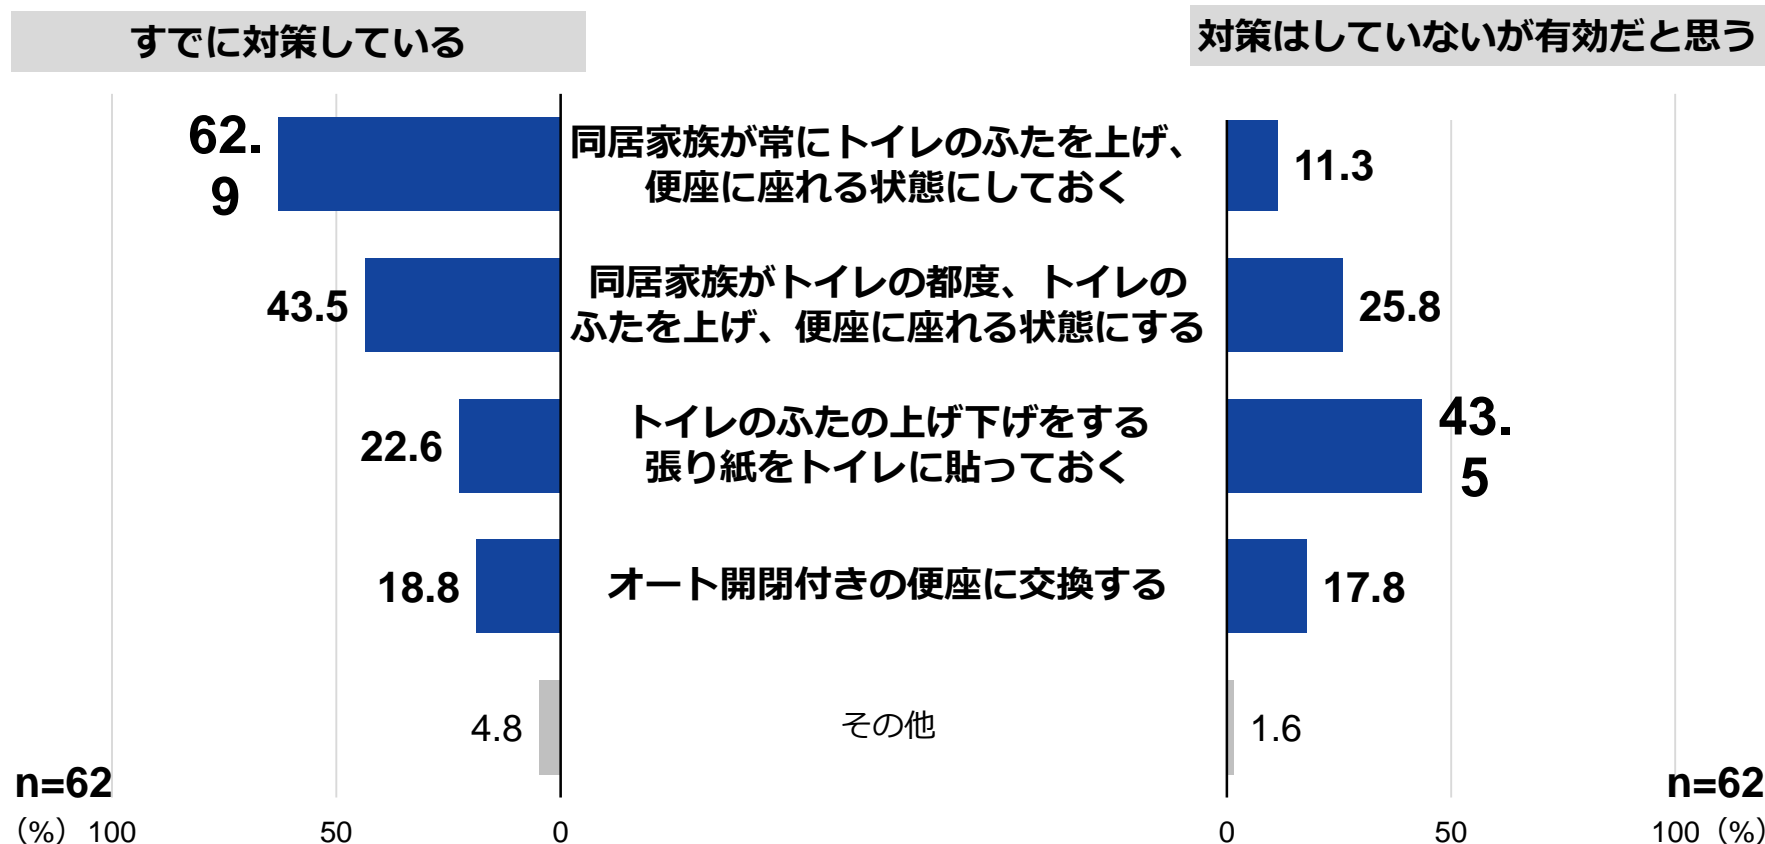 すでに対策している
対策はしていないが有効だと思う
62.
9
同居家族が常にトイレのふたを上げ、
便座に座れる状態にしておく
11.3
43.5
同居家族がトイレの都度、トイレの
ふたを上げ、便座に座れる状態にする
25.8
22.6
トイレのふたの上げ下げをする
張り紙をトイレに貼っておく
43.
5
18.8
オート開閉付きの便座に交換する
17.8
4.8
その他
1.6
n=62
n=62
（%）100 50 0
0 50 100（%）